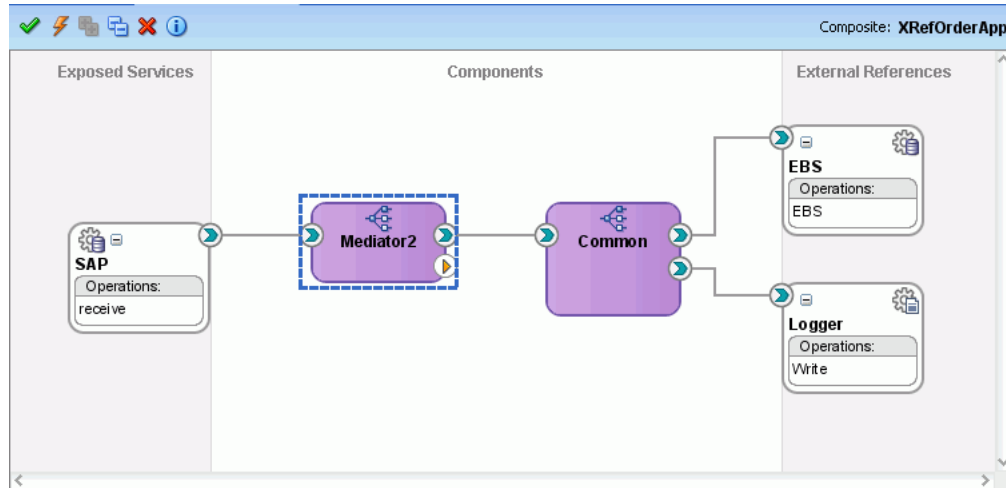 Composite: XRefOrderApp
Exposed Services
Components
External References
SAP
Operations:
receive
Mediator2
Common
EBS
Operations:
EBS
Logger
Operations:
Write